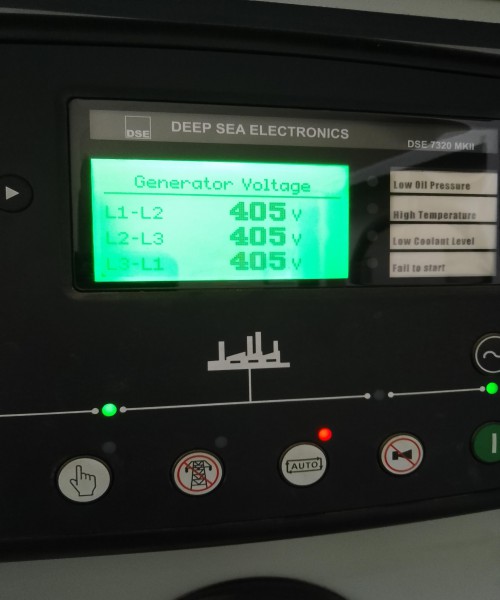 DSE DEEP SEA ELECTRONICS
DSE 7320 MKII
Generator Voltage
L1-L2 405 V
L2-L3 405 V
L3-L1 405 V
Low Oil Pressure
High Temperature
Low Coolant Level
Fail to start
AUTO
I